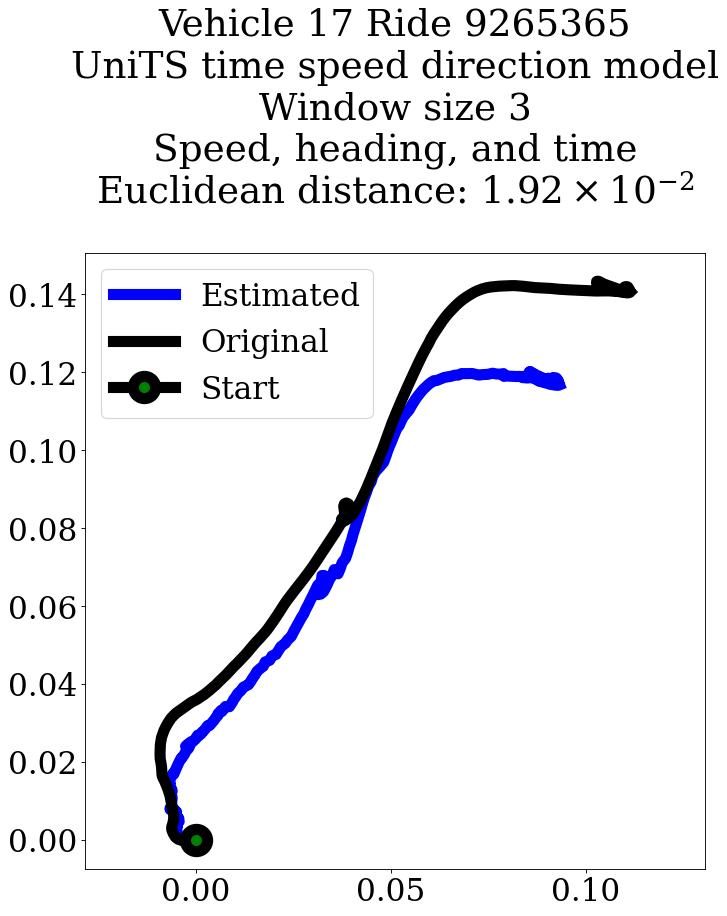 Vehicle 17 Ride 9265365
UniTS time speed direction model
Window size 3
Speed, heading, and time
Euclidean distance: 1.92 × 10⁻²
Estimated
Original
Start
0.14
0.12
0.10
0.08
0.06
0.04
0.02
0.00
0.00 0.05 0.10